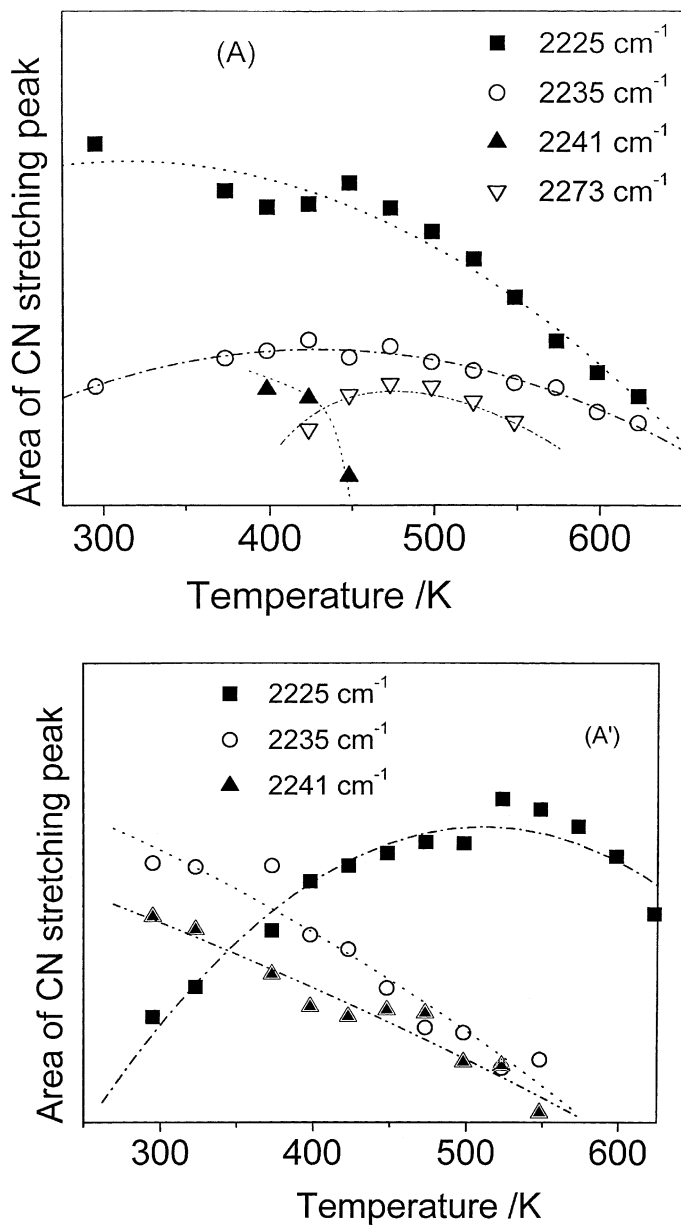 (A)
2225 cm⁻¹
2235 cm⁻¹
2241 cm⁻¹
2273 cm⁻¹
Area of CN stretching peak
300 400 500 600
Temperature /K
2225 cm⁻¹
2235 cm⁻¹
2241 cm⁻¹
(A')
Area of CN stretching peak
300 400 500 600
Temperature /K